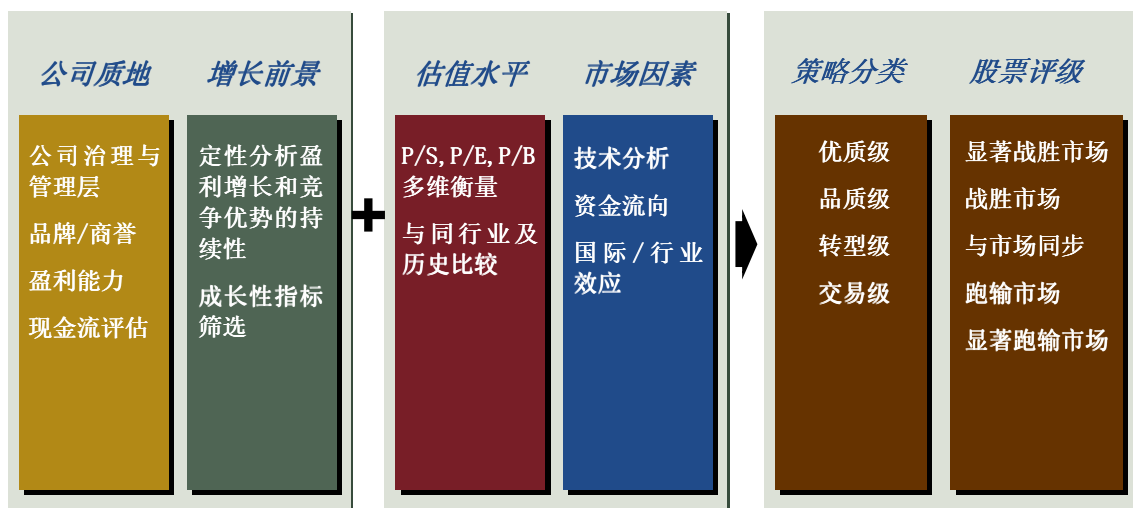 公司质地
公司治理与
管理层
品牌/商誉
盈利能力
现金流评估
增长前景
定性分析盈
利增长和竞
争优势的持
续性
成长性指标
筛选
估值水平
P/S, P/E, P/B
多维衡量
与同行业及
历史比较
市场因素
技术分析
资金流向
国际/行业
效应
策略分类
优质级
品质级
转型级
交易级
股票评级
显著战胜市场
战胜市场
与市场同步
跑输市场
显著跑输市场